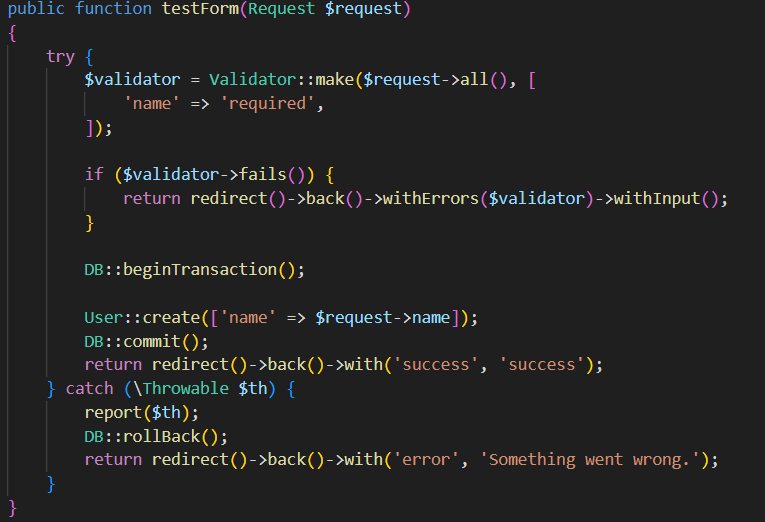 public function testForm(Request $request)
{
    try {
        $validator = Validator::make($request->all(), [
            'name' => 'required',
        ]);

        if ($validator->fails()) {
            return redirect()->back()->withErrors($validator)->withInput();
        }

        DB::beginTransaction();

        User::create(['name' => $request->name]);
        DB::commit();
        return redirect()->back()->with('success', 'success');
    } catch (\Throwable $th) {
        report($th);
        DB::rollBack();
        return redirect()->back()->with('error', 'Something went wrong.');
    }
}